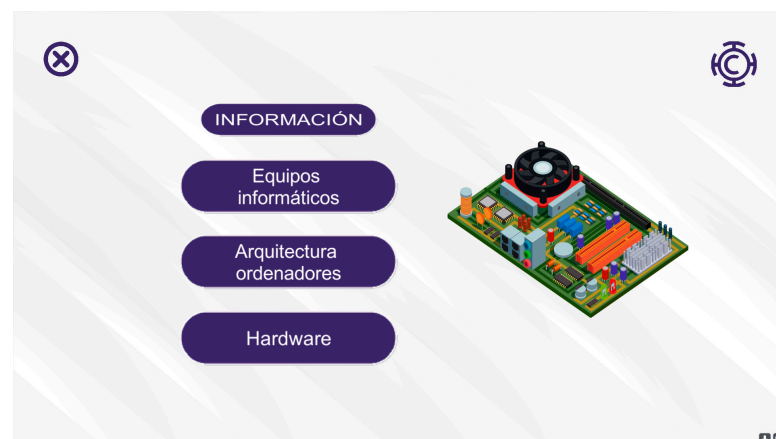 INFORMACIÓN
Equipos
informáticos
Arquitectura
ordenadores
Hardware